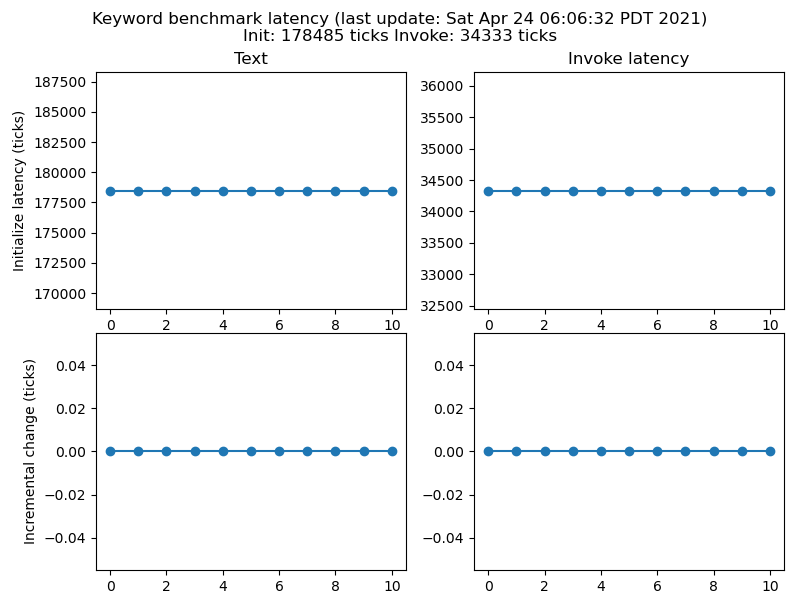 Keyword benchmark latency (last update: Sat Apr 24 06:06:32 PDT 2021)
Init: 178485 ticks Invoke: 34333 ticks
Text
Initialize latency (ticks)
187500
185000
182500
180000
177500
175000
172500
170000
0 2 4 6 8 10
Invoke latency
36000
35500
35000
34500
34000
33500
33000
32500
0 2 4 6 8 10
Incremental change (ticks)
0.04
0.02
0.00
−0.02
−0.04
0 2 4 6 8 10
0.04
0.02
0.00
−0.02
−0.04
0 2 4 6 8 10